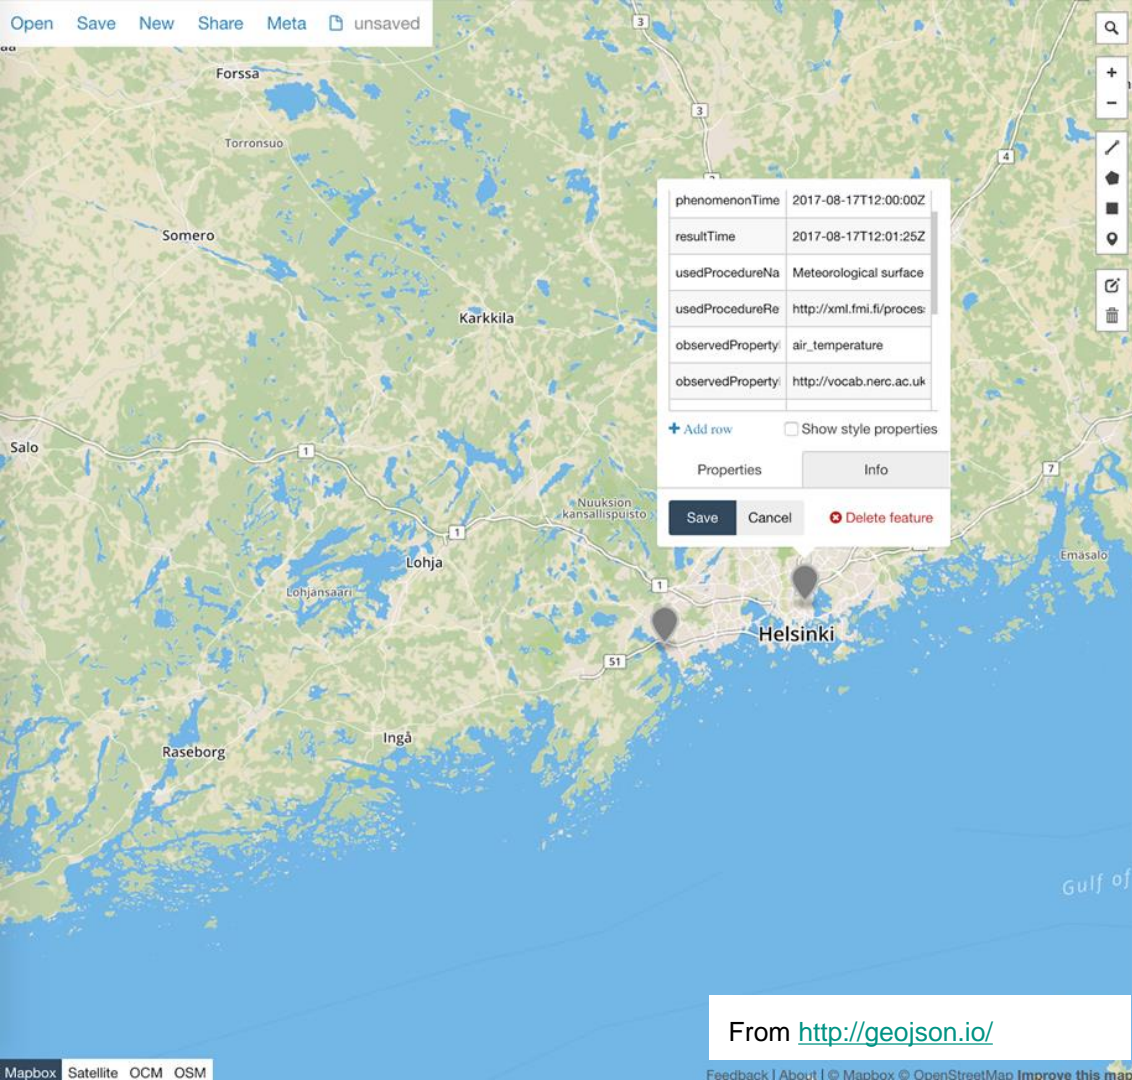 Open Save New Share Meta unsaved
aa
3
Forssa
3
Torronsuo
4
phenomenonTime 2017-08-17T12:00:00Z
resultTime 2017-08-17T12:01:25Z
Somero
usedProcedureNa Meteorological surface
usedProcedureRe http://xml.fmi.fi/proces
Karkkila
observedProperty air_temperature
observedProperty http://vocab.nerc.ac.uk
+ Add row Show style properties
Salo
1
Properties Info
7
Nuuksion
kansallispuisto
Save Cancel Delete feature
1
Emäsalo
Lohja
1
Lohjansaari
Helsinki
51
Ingå
Raseborg
Gulf of
From http://geojson.io/
Mapbox Satellite OCM OSM
Feedback | About | © Mapbox © OpenStreetMap Improve this map